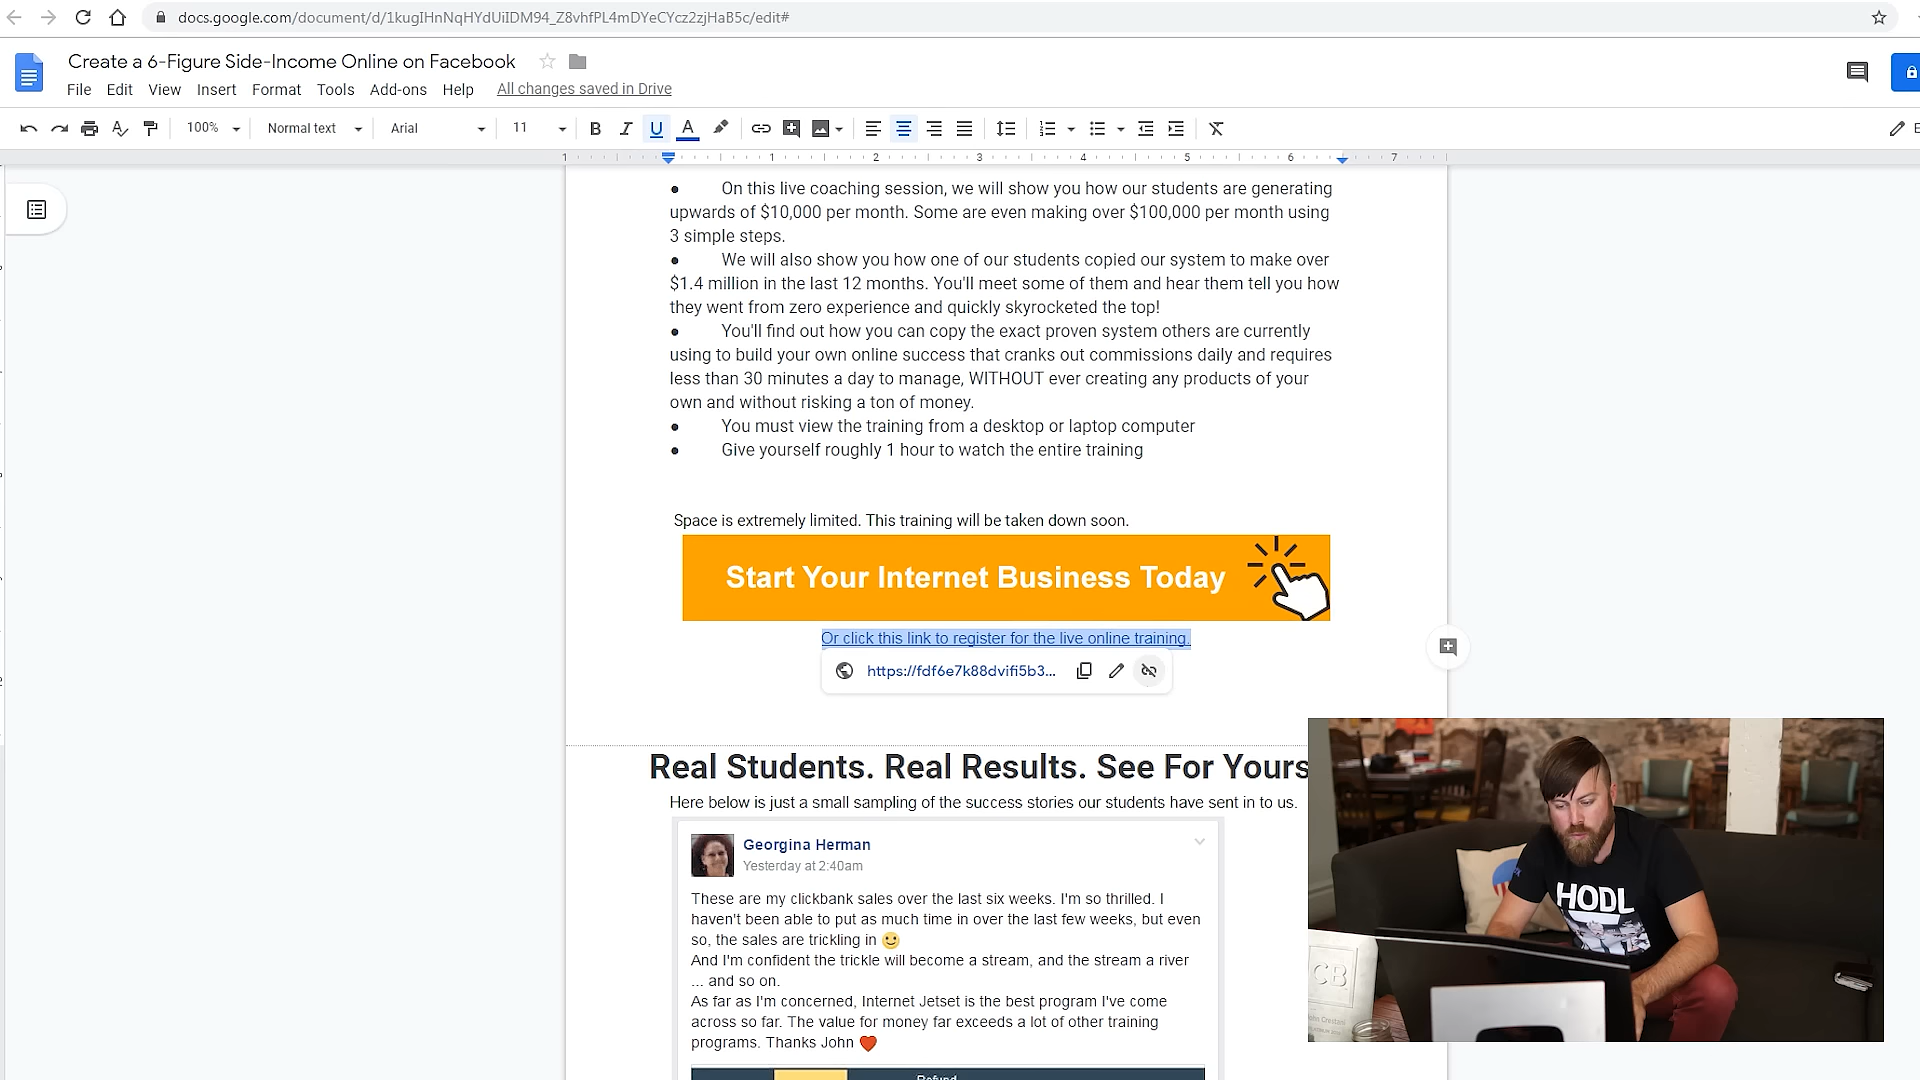 docs.google.com/document/d/1kugIHnNqHYdUiIDM94_Z8vhfPL4mDYeCYcz2zjHaB5c/edit#
Create a 6-Figure Side-Income Online on Facebook
File Edit View Insert Format Tools Add-ons Help All changes saved in Drive
100% Normal text Arial 11 B I U A
1 1 2 3 4 5 6 7
● On this live coaching session, we will show you how our students are generating
upwards of $10,000 per month. Some are even making over $100,000 per month using
3 simple steps.
● We will also show you how one of our students copied our system to make over
$1.4 million in the last 12 months. You'll meet some of them and hear them tell you how
they went from zero experience and quickly skyrocketed the top!
● You'll find out how you can copy the exact proven system others are currently
using to build your own online success that cranks out commissions daily and requires
less than 30 minutes a day to manage, WITHOUT ever creating any products of your
own and without risking a ton of money.
● You must view the training from a desktop or laptop computer
● Give yourself roughly 1 hour to watch the entire training
Space is extremely limited. This training will be taken down soon.
Start Your Internet Business Today
Or click this link to register for the live online training.
https://fdf6e7k88dvifi5b3...
Real Students. Real Results. See For Yours
Here below is just a small sampling of the success stories our students have sent in to us.
Georgina Herman
Yesterday at 2:40am
These are my clickbank sales over the last six weeks. I'm so thrilled. I
haven't been able to put as much time in over the last few weeks, but even
so, the sales are trickling in 🙂
And I'm confident the trickle will become a stream, and the stream a river
... and so on.
As far as I'm concerned, Internet Jetset is the best program I've come
across so far. The value for money far exceeds a lot of other training
programs. Thanks John ❤️
Refund
HODL
CB